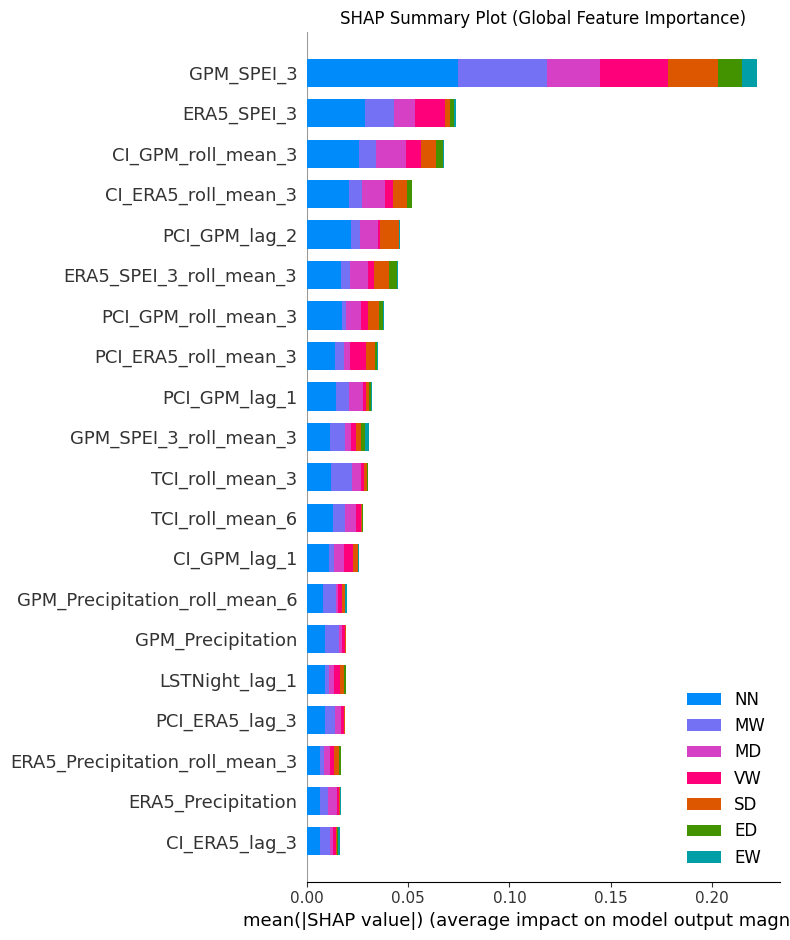 SHAP Summary Plot (Global Feature Importance)
GPM_SPEI_3
ERA5_SPEI_3
CI_GPM_roll_mean_3
CI_ERA5_roll_mean_3
PCI_GPM_lag_2
ERA5_SPEI_3_roll_mean_3
PCI_GPM_roll_mean_3
PCI_ERA5_roll_mean_3
PCI_GPM_lag_1
GPM_SPEI_3_roll_mean_3
TCI_roll_mean_3
TCI_roll_mean_6
CI_GPM_lag_1
GPM_Precipitation_roll_mean_6
GPM_Precipitation
LSTNight_lag_1
PCI_ERA5_lag_3
ERA5_Precipitation_roll_mean_3
ERA5_Precipitation
CI_ERA5_lag_3
NN
MW
MD
VW
SD
ED
EW
0.00 0.05 0.10 0.15 0.20
mean(|SHAP value|) (average impact on model output magn